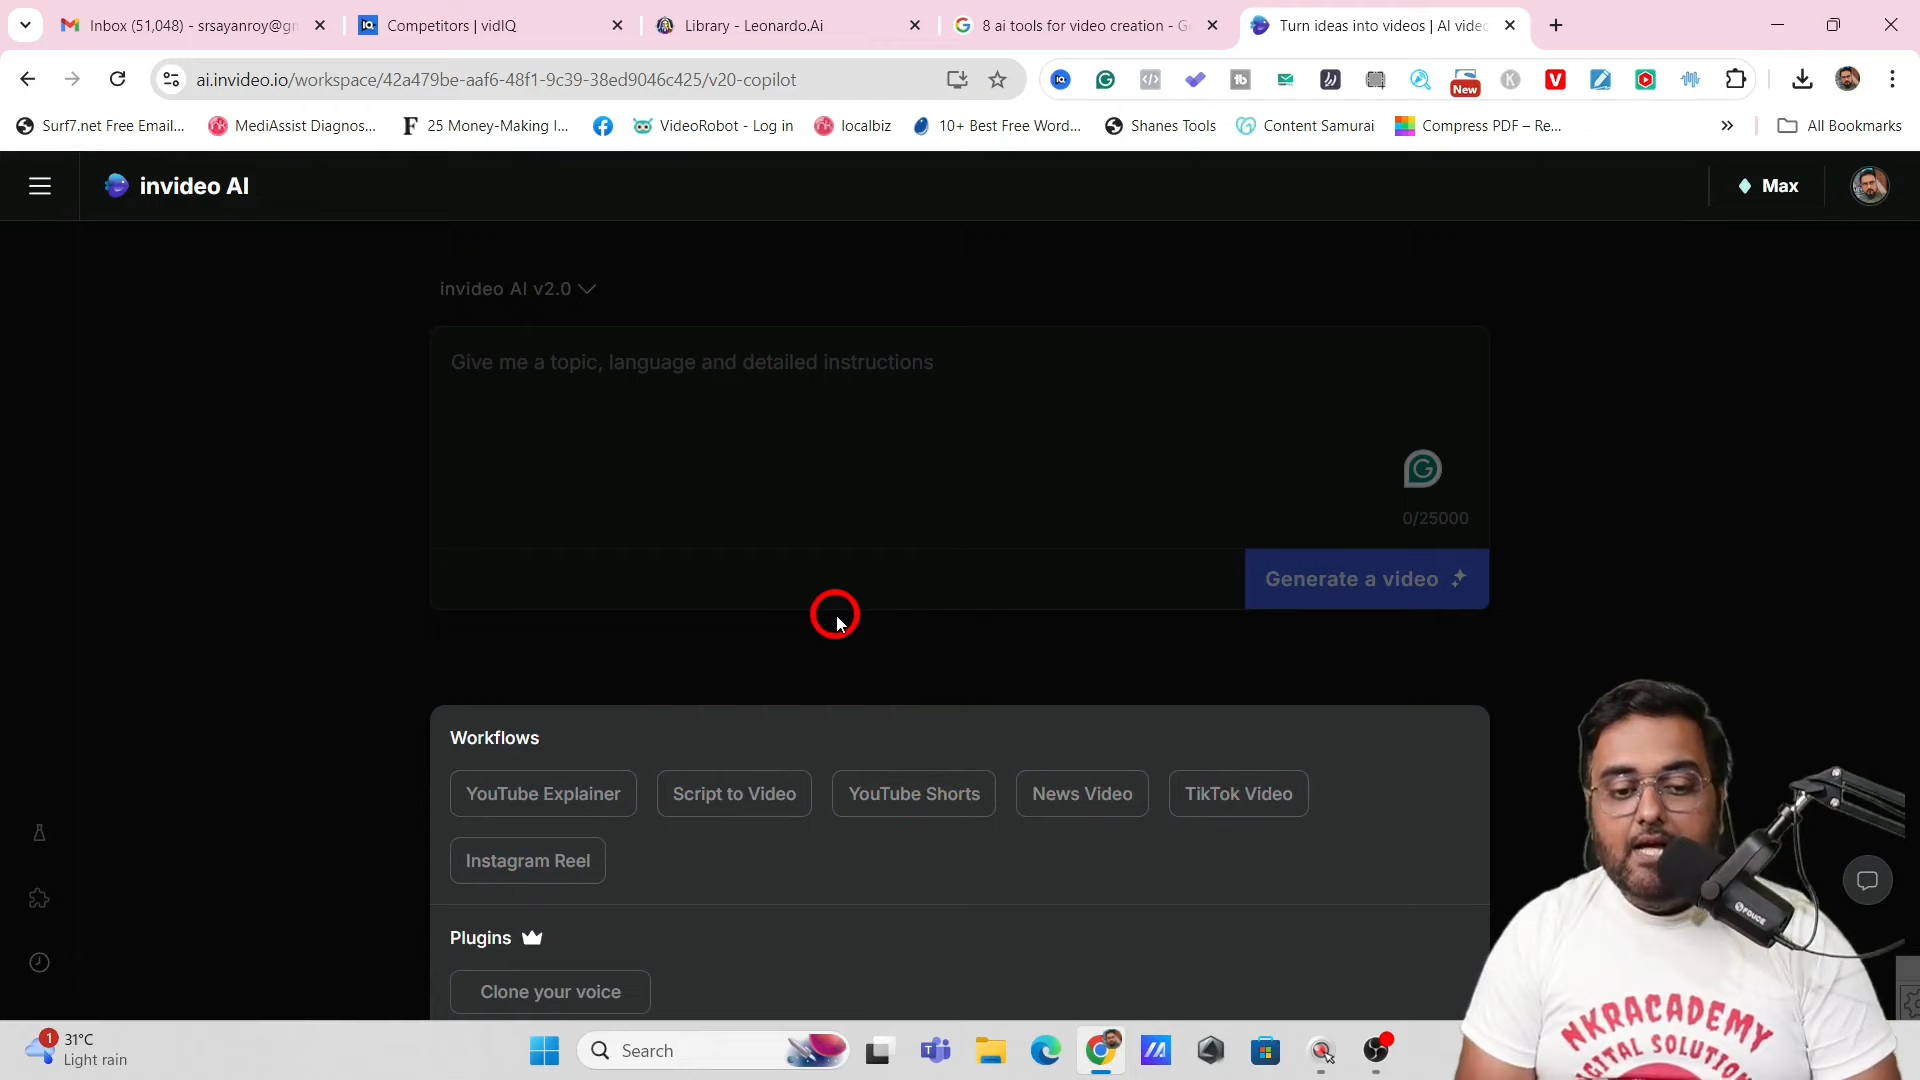 Inbox (51,048) - srsayanroy@gm
Competitors | vidIQ
Library - Leonardo.Ai
8 ai tools for video creation - Go
Turn ideas into videos | AI video
ai.invideo.io/workspace/42a479be-aaf6-48f1-9c39-38ed9046c425/v20-copilot
New
Surf7.net Free Email...
MediAssist Diagnos...
25 Money-Making I...
VideoRobot - Log in
localbiz
10+ Best Free Word...
Shanes Tools
Content Samurai
Compress PDF – Re...
All Bookmarks
invideo AI
Max
invideo AI v2.0
Give me a topic, language and detailed instructions
0/25000
Generate a video
Workflows
YouTube Explainer
Script to Video
YouTube Shorts
News Video
TikTok Video
Instagram Reel
Plugins
Clone your voice
FDUCE
NKRACADEMY
DIGITAL SOLUTION
1
31°C
Light rain
Search